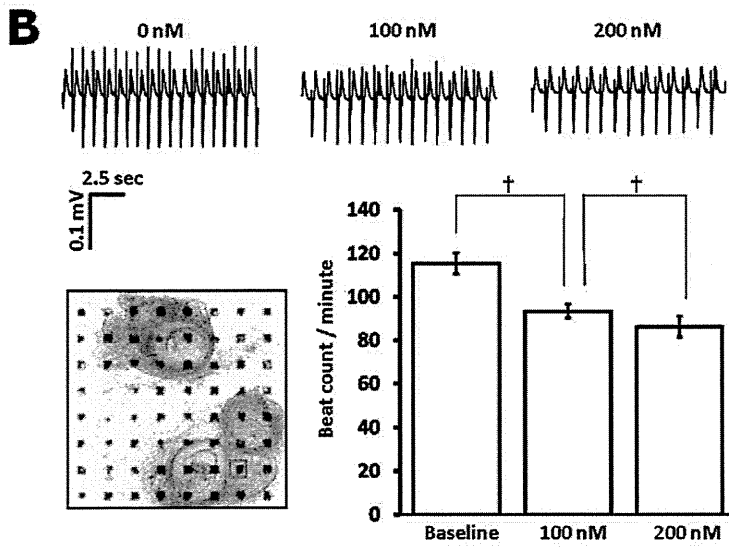 B
0 nM
100 nM
200 nM
2.5 sec
0.1 mV
†
†
Beat count / minute
140
120
100
80
60
40
20
0
Baseline
100 nM
200 nM